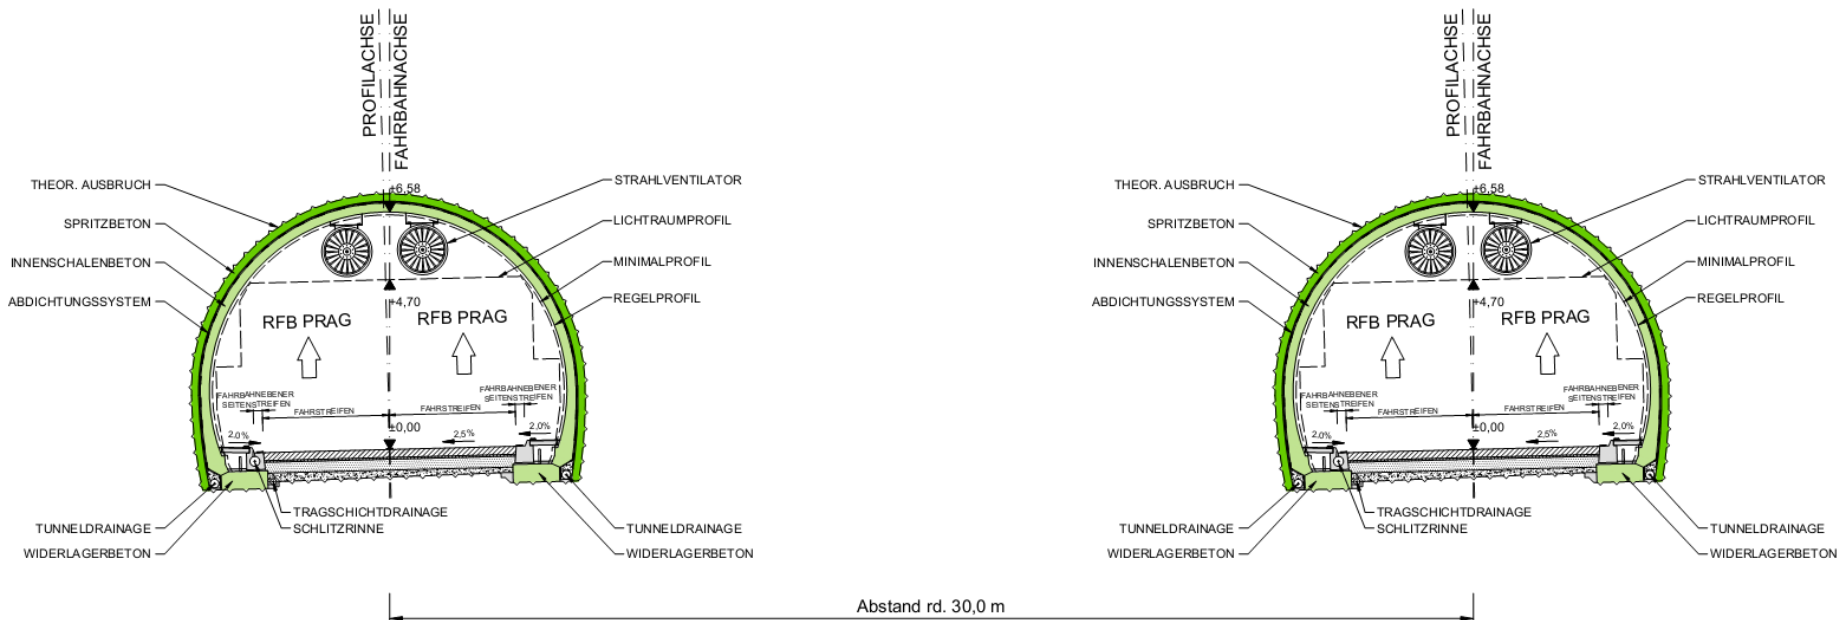 PROFILACHSE
FAHRBAHNACHSE
THEOR. AUSBRUCH
SPRITZBETON
INNENSCHALENBETON
ABDICHTUNGSSYSTEM
+6,58
STRAHLVENTILATOR
LICHTRAUMPROFIL
MINIMALPROFIL
REGELPROFIL
+4,70
RFB PRAG
RFB PRAG
FAHRBAHNEBENER
SEITENSTREIFEN
FAHRSTREIFEN
FAHRSTREIFEN
FAHRBAHNEBENER
SEITENSTREIFEN
±0,00
2,0%
2,5%
2,0%
TRAGSCHICHTDRAINAGE
SCHLITZRINNE
TUNNELDRAINAGE
WIDERLAGERBETON
TUNNELDRAINAGE
WIDERLAGERBETON
PROFILACHSE
FAHRBAHNACHSE
THEOR. AUSBRUCH
SPRITZBETON
INNENSCHALENBETON
ABDICHTUNGSSYSTEM
+6,58
STRAHLVENTILATOR
LICHTRAUMPROFIL
MINIMALPROFIL
REGELPROFIL
+4,70
RFB PRAG
RFB PRAG
FAHRBAHNEBENER
SEITENSTREIFEN
FAHRSTREIFEN
FAHRSTREIFEN
FAHRBAHNEBENER
SEITENSTREIFEN
±0,00
2,0%
2,5%
2,0%
TRAGSCHICHTDRAINAGE
SCHLITZRINNE
TUNNELDRAINAGE
WIDERLAGERBETON
TUNNELDRAINAGE
WIDERLAGERBETON
Abstand rd. 30,0 m